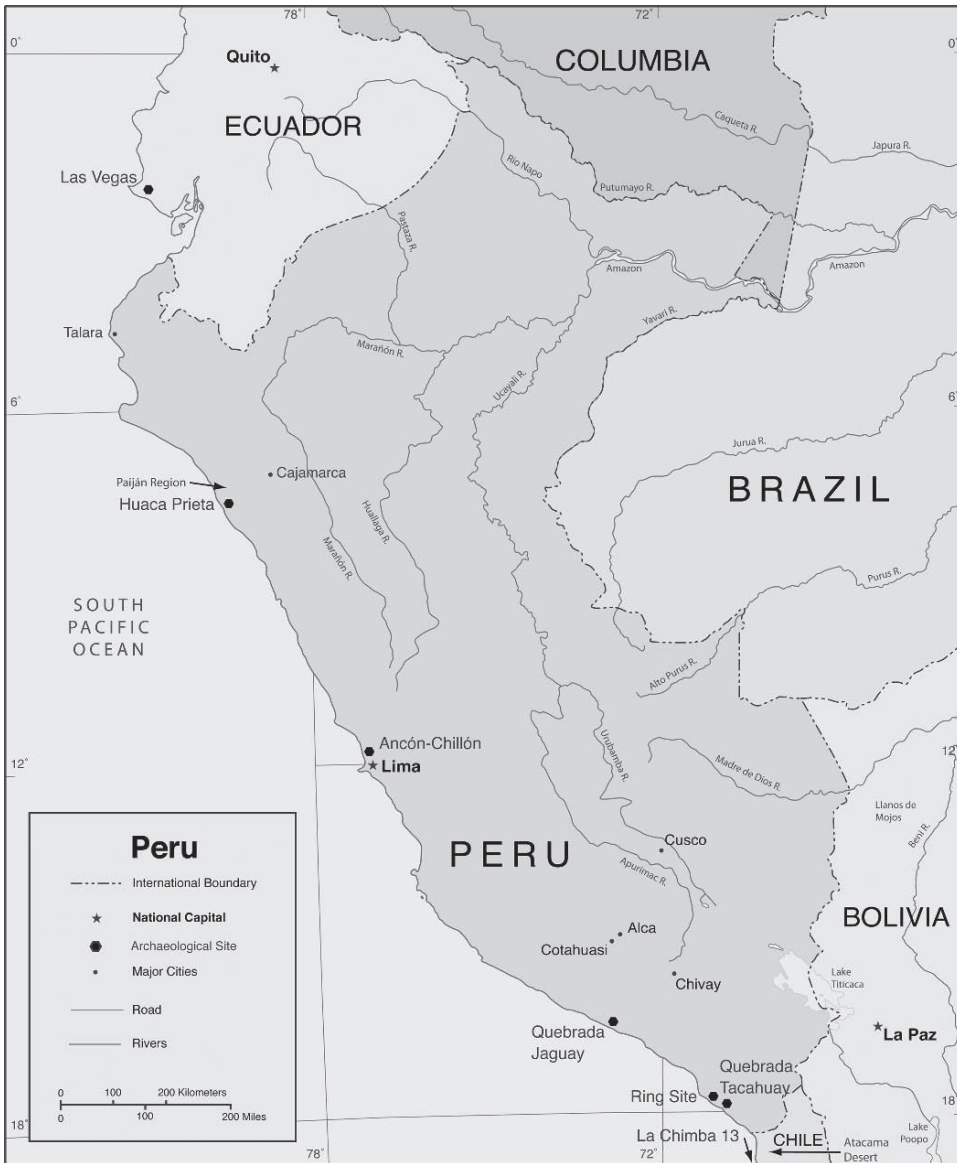 78°
72°
0°
0°
Quito
COLUMBIA
ECUADOR
Caqueta R.
Japura R.
Rio Napo
Las Vegas
Putumayo R.
Pastaza R.
Amazon
Amazon
Yavari R.
Talara
Marañón R.
Ucayali R.
6°
6°
Jurua R.
Cajamarca
Paiján Region
BRAZIL
Huaca Prieta
Huallaga R.
Marañón R.
Purus R.
SOUTH
PACIFIC
OCEAN
Alto Purus R.
Ancón-Chillón
Urubamba R.
12°
Lima
12°
Madre de Dios R.
Llanos de
Mojos
Beni R.
Peru
PERU
Cusco
Apurimac R.
International Boundary
National Capital
BOLIVIA
Alca
Archaeological Site
Cotahuasi
Major Cities
Chivay
Lake
Titicaca
Road
Quebrada
Jaguay
La Paz
Rivers
Quebrada
Tacahuay
0 100 200 Kilometers
0 100 200 Miles
Ring Site
18°
18°
La Chimba 13
CHILE
Atacama
Desert
Lake
Poopo
78°
72°